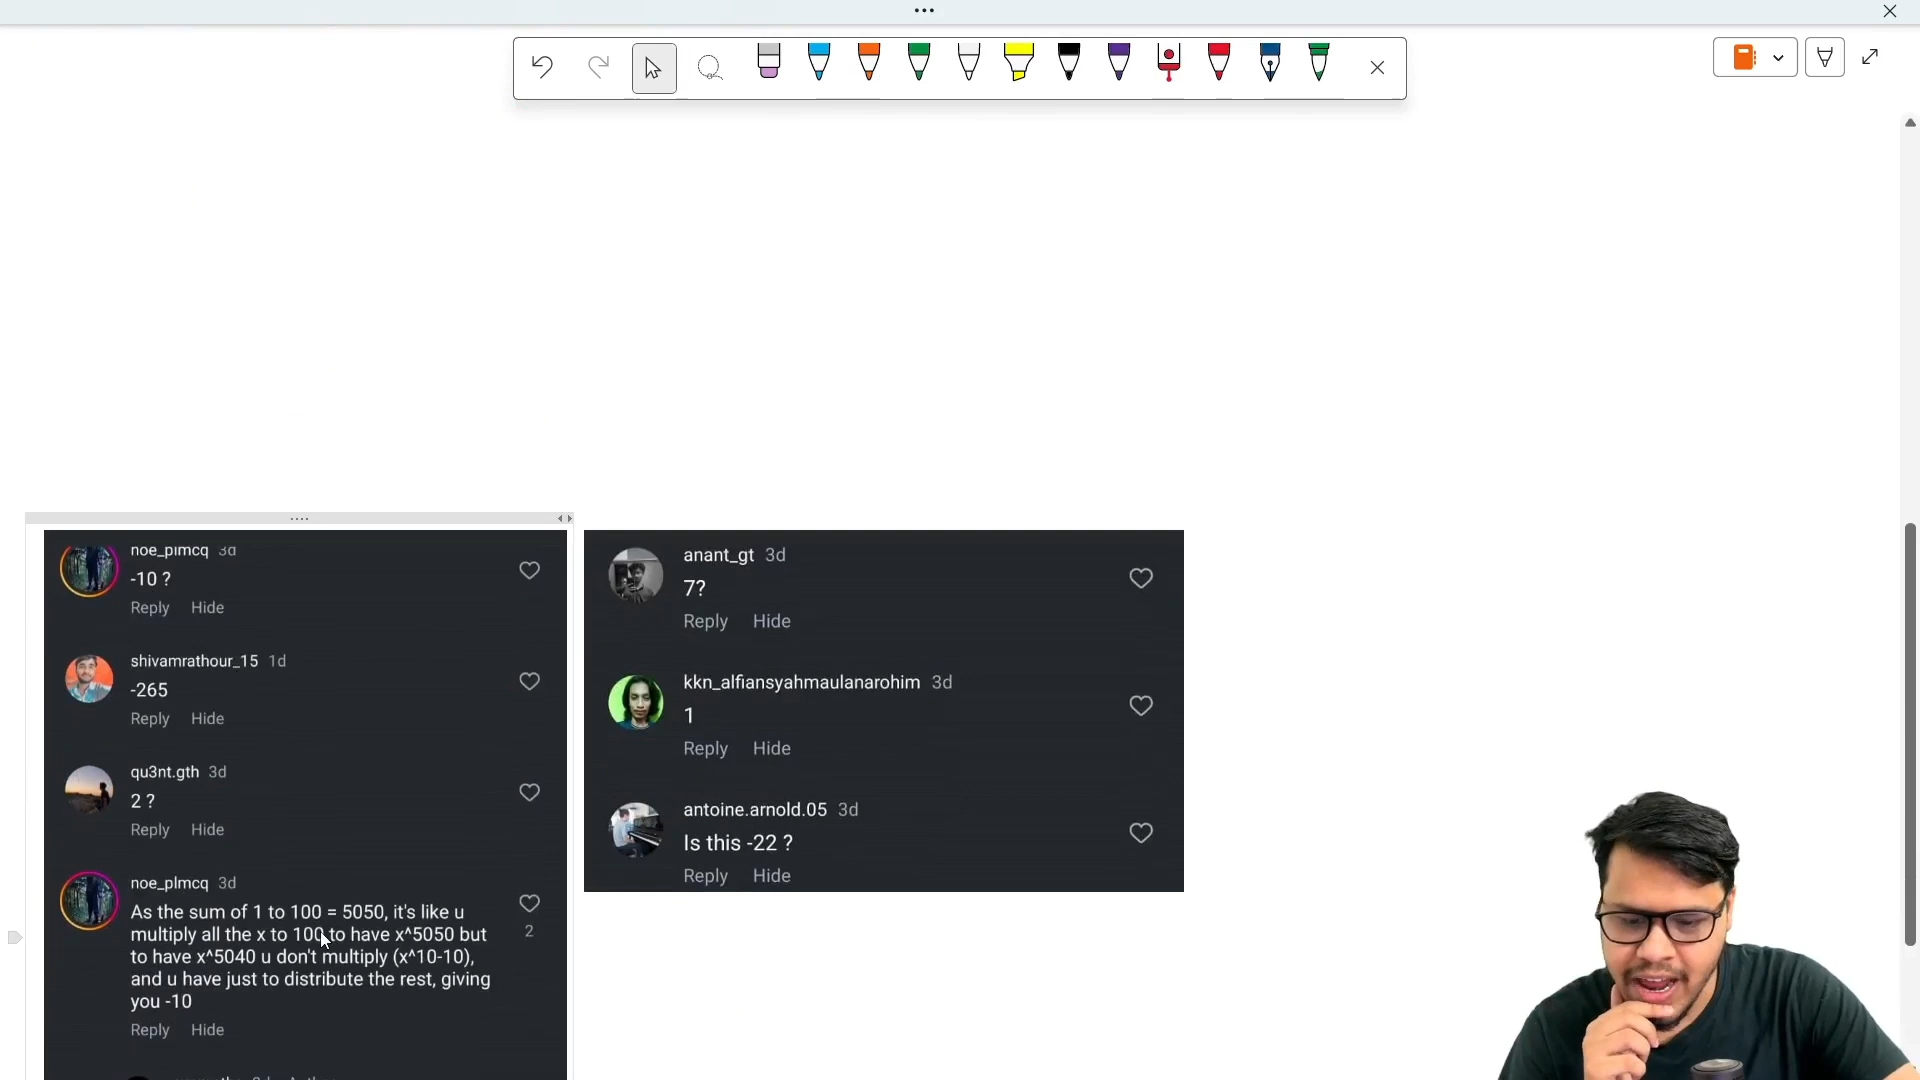 noe_plmcq 3d
-10 ?
Reply Hide
shivamrathour_15 1d
-265
Reply Hide
qu3nt.gth 3d
2 ?
Reply Hide
noe_plmcq 3d
As the sum of 1 to 100 = 5050, it's like u
multiply all the x to 100 to have x^5050 but
to have x^5040 u don't multiply (x^10-10),
and u have just to distribute the rest, giving
you -10
2
Reply Hide
anant_gt 3d
7?
Reply Hide
kkn_alfiansyahmaulanarohim 3d
1
Reply Hide
antoine.arnold.05 3d
Is this -22 ?
Reply Hide